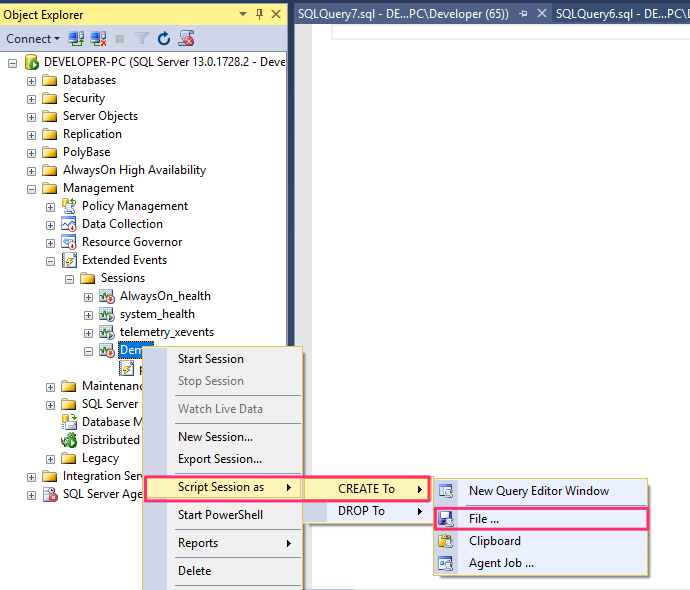 Object Explorer
Connect
DEVELOPER-PC (SQL Server 13.0.1728.2 - Deve
Databases
Security
Server Objects
Replication
PolyBase
AlwaysOn High Availability
Management
Policy Management
Data Collection
Resource Governor
Extended Events
Sessions
AlwaysOn_health
system_health
telemetry_xevents
Dem
Maintenanc
SQL Server
Database M
Distributed
Legacy
Integration Serv
SQL Server Age
SQLQuery7.sql - DE...PC\Developer (65))
SQLQuery6.sql - DE...PC\D
Start Session
Stop Session
Watch Live Data
New Session...
Export Session...
Script Session as
Start PowerShell
Reports
Delete
CREATE To
DROP To
New Query Editor Window
File ...
Clipboard
Agent Job ...